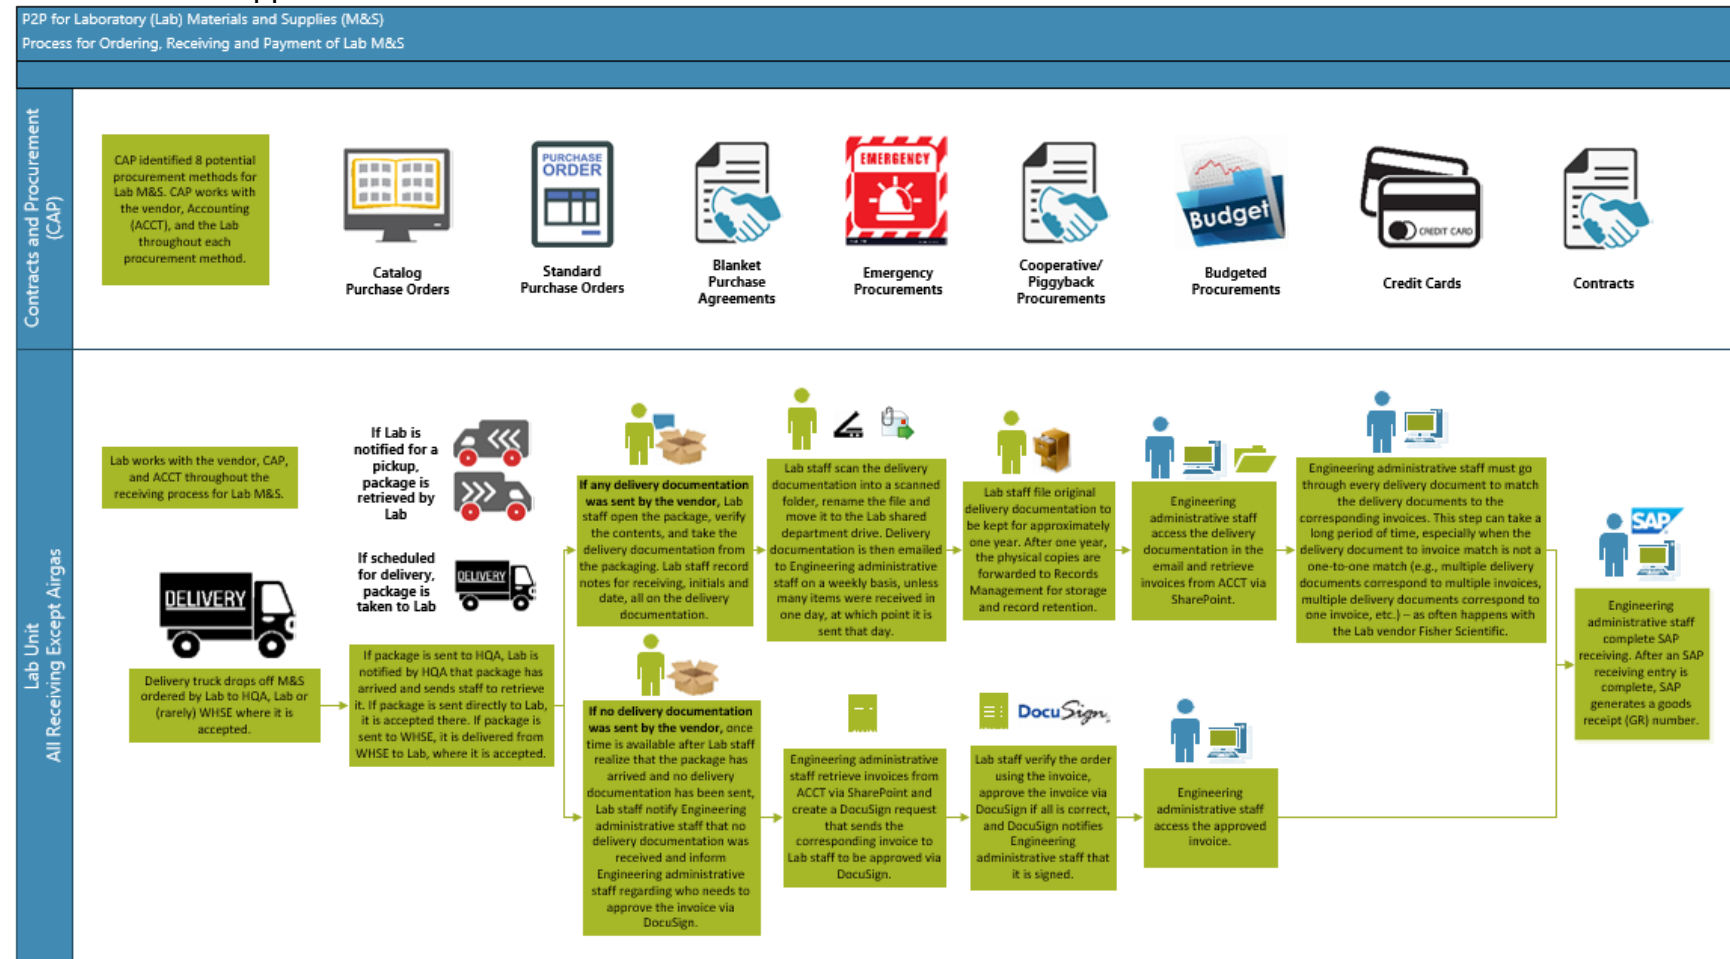 P2P for Laboratory (Lab) Materials and Supplies (M&S)
Process for Ordering, Receiving and Payment of Lab M&S
Contracts and Procurement
(CAP)
CAP identified 8 potential
procurement methods for
Lab M&S. CAP works with
the vendor, Accounting
(ACCT), and the Lab
throughout each
procurement method.
Catalog
Purchase Orders
PURCHASE
ORDER
Standard
Purchase Orders
Blanket
Purchase
Agreements
EMERGENCY
Emergency
Procurements
Cooperative/
Piggyback
Procurements
Budget
Budgeted
Procurements
CREDIT CARD
Credit Cards
Contracts
Lab Unit
All Receiving Except Airgas
Lab works with the vendor, CAP,
and ACCT throughout the
receiving process for Lab M&S.
DELIVERY
Delivery truck drops off M&S
ordered by Lab to HQA, Lab or
(rarely) WHSE where it is
accepted.
If Lab is
notified for a
pickup,
package is
retrieved by
Lab
If scheduled
for delivery,
package is
taken to Lab
DELIVERY
If package is sent to HQA, Lab is
notified by HQA that package has
arrived and sends staff to retrieve
it. If package is sent directly to Lab,
it is accepted there. If package is
sent to WHSE, it is delivered from
WHSE to Lab, where it is accepted.
If any delivery documentation
was sent by the vendor, Lab
staff open the package, verify
the contents, and take the
delivery documentation from
the packaging. Lab staff record
notes for receiving, initials and
date, all on the delivery
documentation.
Lab staff scan the delivery
documentation into a scanned
folder, rename the file and
move it to the Lab shared
department drive. Delivery
documentation is then emailed
to Engineering administrative
staff on a weekly basis, unless
many items were received in
one day, at which point it is
sent that day.
Lab staff file original
delivery documentation to
be kept for approximately
one year. After one year,
the physical copies are
forwarded to Records
Management for storage
and record retention.
Engineering
administrative staff
access the delivery
documentation in the
email and retrieve
invoices from ACCT via
SharePoint.
Engineering administrative staff must go
through every delivery document to match
the delivery documents to the
corresponding invoices. This step can take a
long period of time, especially when the
delivery document to invoice match is not a
one-to-one match (e.g., multiple delivery
documents correspond to multiple invoices,
multiple delivery documents correspond to
one invoice, etc.) – as often happens with
the Lab vendor Fisher Scientific.
SAP
Engineering
administrative staff
complete SAP
receiving. After an SAP
receiving entry is
complete, SAP
generates a goods
receipt (GR) number.
If no delivery documentation
was sent by the vendor, once
time is available after Lab staff
realize that the package has
arrived and no delivery
documentation has been sent,
Lab staff notify Engineering
administrative staff that no
delivery documentation was
received and inform
Engineering administrative
staff regarding who needs to
approve the invoice via
DocuSign.
Engineering administrative
staff retrieve invoices from
ACCT via SharePoint and
create a DocuSign request
that sends the
corresponding invoice to
Lab staff to be approved via
DocuSign.
DocuSign
Lab staff verify the order
using the invoice,
approve the invoice via
DocuSign if all is correct,
and DocuSign notifies
Engineering
administrative staff that
it is signed.
Engineering
administrative staff
access the approved
invoice.